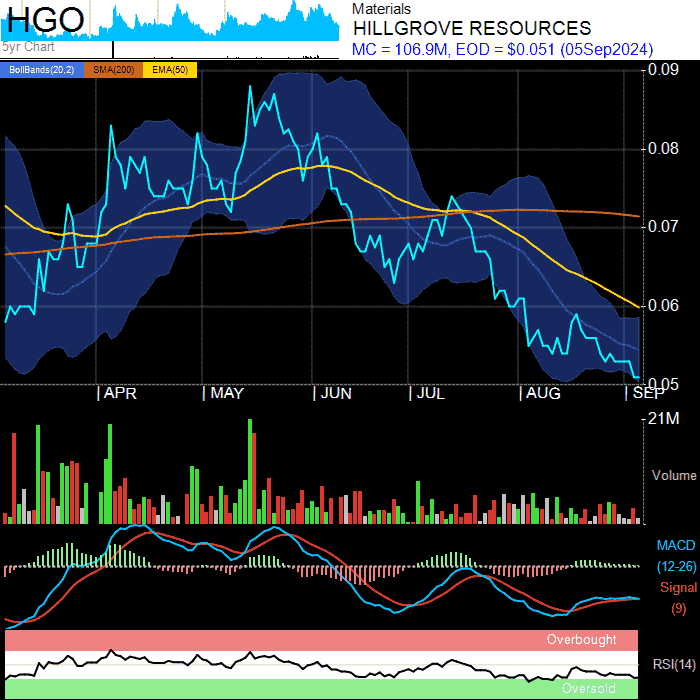 HGO
5yr Chart
Materials
HILLGROVE RESOURCES
MC = 106.9M, EOD = $0.051 (05Sep2024)
BollBands(20,2) SMA(200) EMA(50)
0.09
0.08
0.07
0.06
0.05
APR MAY JUN JUL AUG SEP
21M
Volume
MACD
(12-26)
Signal
(9)
Overbought
RSI(14)
Oversold